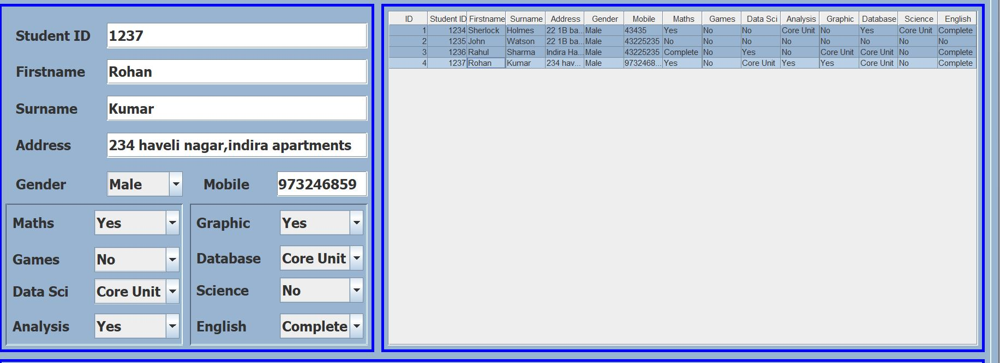 Student ID 1237
Firstname Rohan
Surname Kumar
Address 234 haveli nagar,indira apartments
Gender Male Mobile 973246859
Maths Yes Graphic Yes
Games No Database Core Unit
Data Sci Core Unit Science No
Analysis Yes English Complete
ID Student ID Firstname Surname Address Gender Mobile Maths Games Data Sci Analysis Graphic Database Science English
1 1234 Sherlock Holmes 22 1B ba... Male 43435 Yes No No Core Unit No Yes Core Unit Complete
2 1235 John Watson 22 1B ba... Male 43225235 No No No No No No No No
3 1236 Rahul Sharma Indira Ha... Male 43225235 Complete No Yes No Core Unit Core Unit No Complete
4 1237 Rohan Kumar 234 hav... Male 9732468... Yes No Core Unit Yes Yes Core Unit No Complete